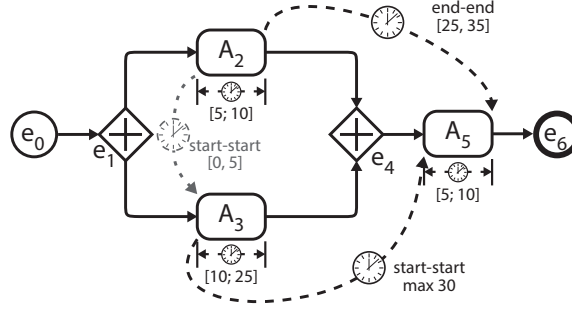 end-end
[25, 35]
A2
[5; 10]
e0
e1
start-start
[0, 5]
e4
A5
e6
[5; 10]
A3
[10; 25]
start-start
max 30